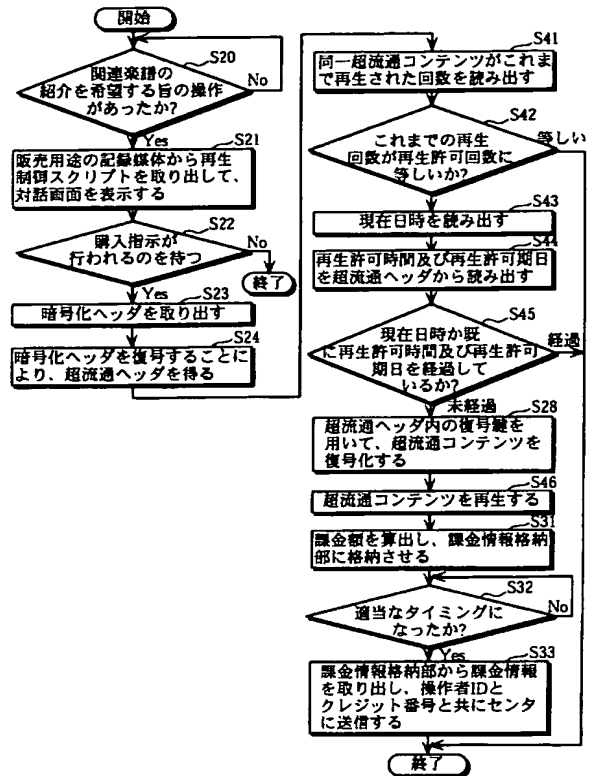 開始
S20
関連楽譜の
紹介を希望する旨の操作
があったか?
No
Yes
S21
販売用途の記録媒体から再生
制御スクリプトを取り出して、
対話画面を表示する
S22
購入指示が
行われるのを待つ
No
終了
Yes
S23
暗号化ヘッダを取り出す
S24
暗号化ヘッダを復号することに
より、超流通ヘッダを得る
S41
同一超流通コンテンツがこれま
で再生された回数を読み出す
S42
これまでの再生
回数が再生許可回数に
等しいか?
等しい
S43
現在日時を読み出す
S44
再生許可時間及び再生許可期日
を超流通ヘッダから読み出す
S45
現在日時か既
に再生許可時間及び再生許可
期日を経過して
いるか?
経過
未経過
S28
超流通ヘッダ内の復号鍵を
用いて、超流通コンテンツを
復号化する
S46
超流通コンテンツを再生する
S31
課金額を算出し、課金情報格納
部に格納させる
S32
適当なタイミングに
なったか?
No
Yes
S33
課金情報格納部から課金情報
を取り出し、操作者IDと
クレジット番号と共にセンタ
に送信する
終了